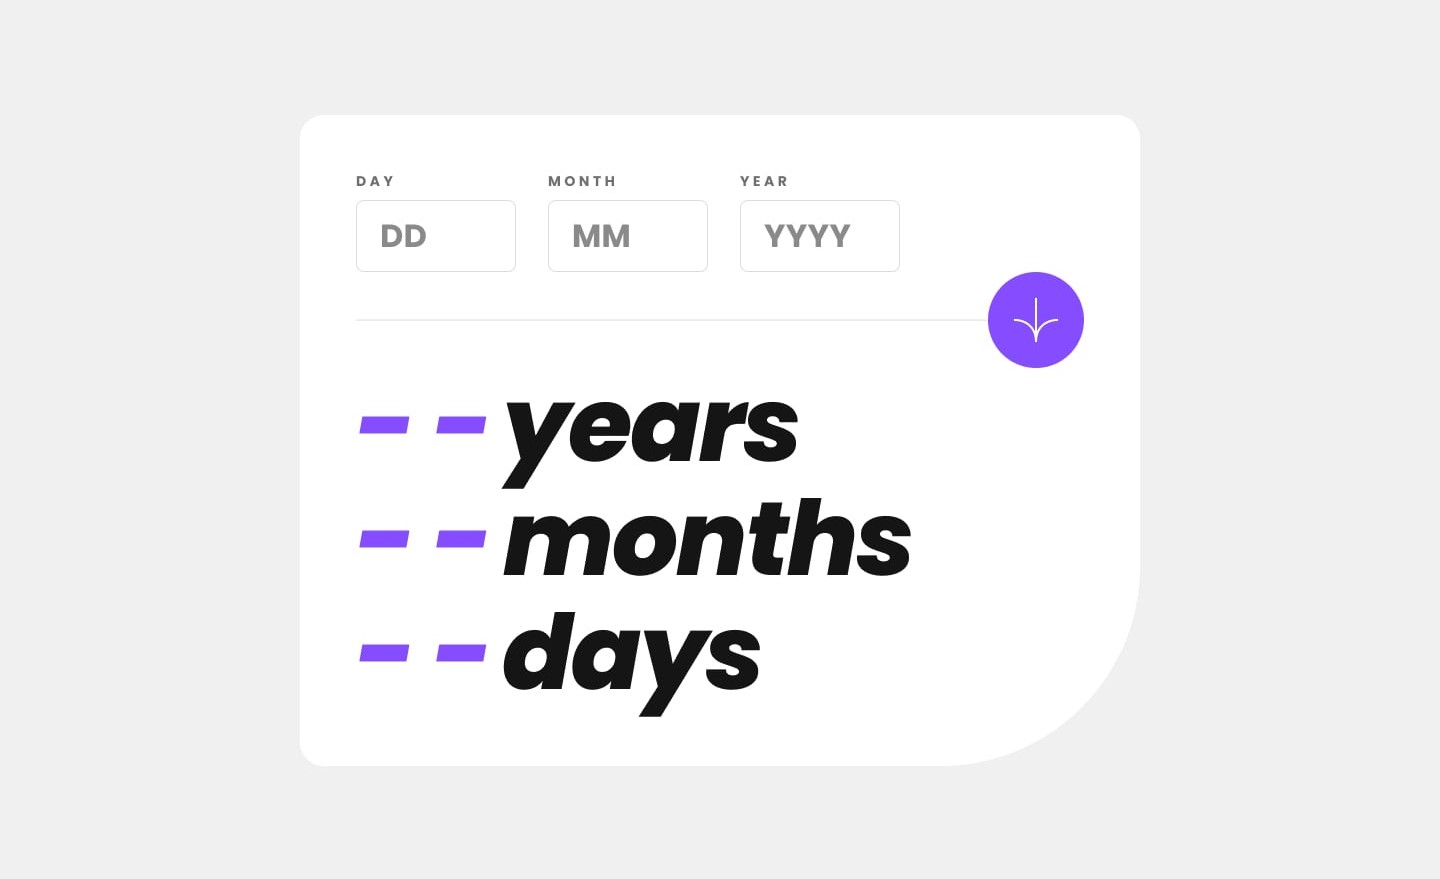 DAY MONTH YEAR
DD MM YYYY
- - years
- - months
- - days